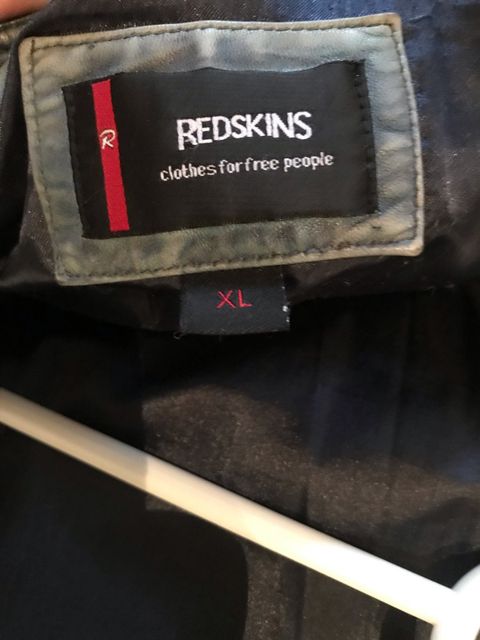 R
REDSKINS
clothes for free people
XL